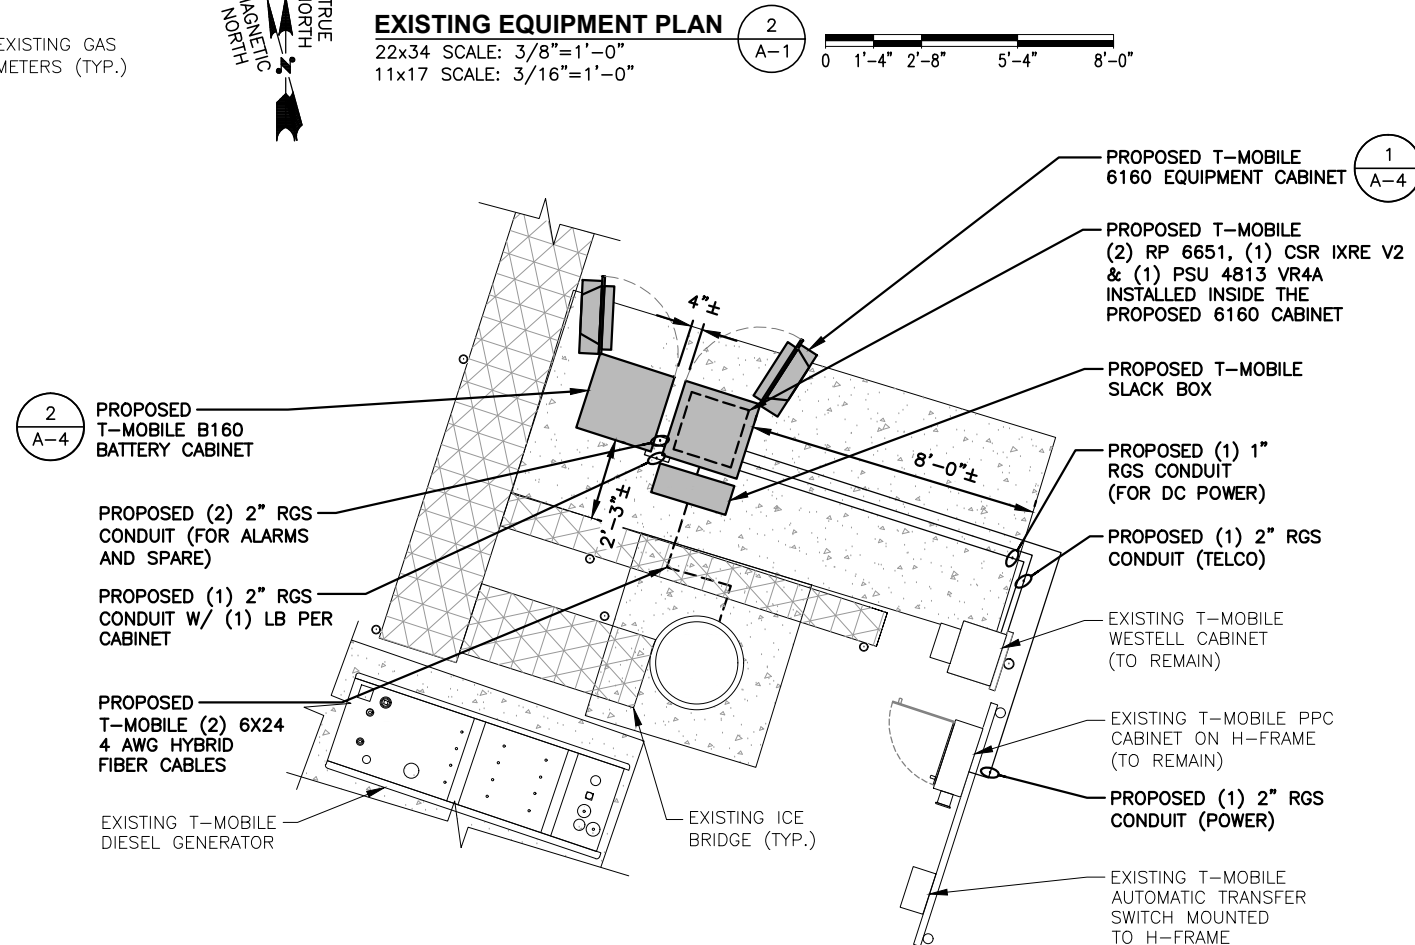 EXISTING GAS
METERS (TYP.)
TRUE
NORTH
MAGNETIC
NORTH
N
EXISTING EQUIPMENT PLAN
22x34 SCALE: 3/8"=1'-0"
11x17 SCALE: 3/16"=1'-0"
2
A-1
0 1'-4" 2'-8" 5'-4" 8'-0"
PROPOSED T-MOBILE
6160 EQUIPMENT CABINET
1
A-4
PROPOSED T-MOBILE
(2) RP 6651, (1) CSR IXRE V2
& (1) PSU 4813 VR4A
INSTALLED INSIDE THE
PROPOSED 6160 CABINET
PROPOSED T-MOBILE
SLACK BOX
PROPOSED (1) 1"
RGS CONDUIT
(FOR DC POWER)
PROPOSED (1) 2" RGS
CONDUIT (TELCO)
EXISTING T-MOBILE
WESTELL CABINET
(TO REMAIN)
EXISTING T-MOBILE PPC
CABINET ON H-FRAME
(TO REMAIN)
PROPOSED (1) 2" RGS
CONDUIT (POWER)
EXISTING T-MOBILE
AUTOMATIC TRANSFER
SWITCH MOUNTED
TO H-FRAME
4"±
8'-0"±
2'-3"±
2
A-4
PROPOSED
T-MOBILE B160
BATTERY CABINET
PROPOSED (2) 2" RGS
CONDUIT (FOR ALARMS
AND SPARE)
PROPOSED (1) 2" RGS
CONDUIT W/ (1) LB PER
CABINET
PROPOSED
T-MOBILE (2) 6X24
4 AWG HYBRID
FIBER CABLES
EXISTING T-MOBILE
DIESEL GENERATOR
EXISTING ICE
BRIDGE (TYP.)